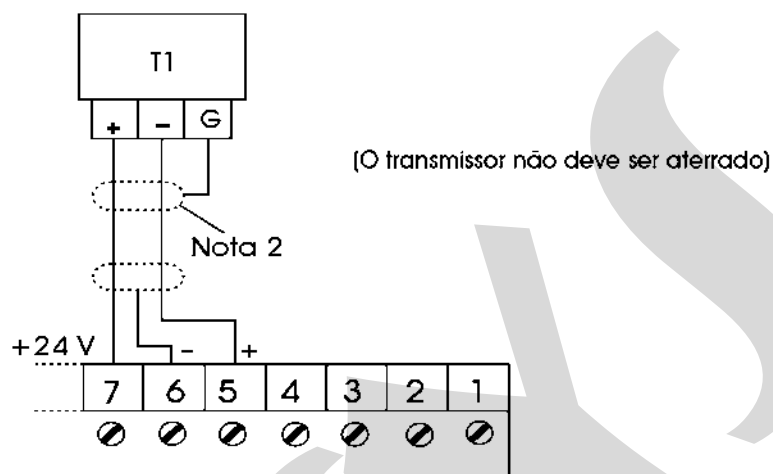 T1
+ − G
(O transmissor não deve ser aterrado)
Nota 2
+24 V − +
7 6 5 4 3 2 1